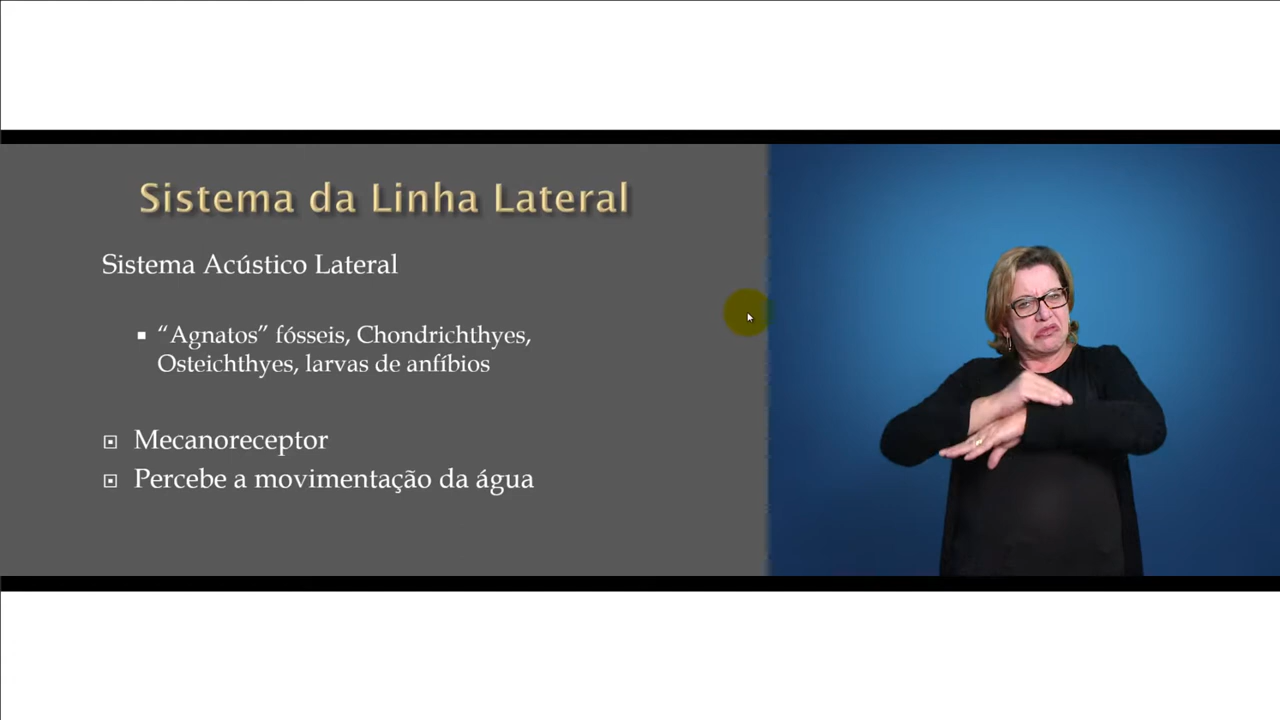 Sistema da Linha Lateral
Sistema Acústico Lateral
“Agnatos” fósseis, Chondrichthyes,
Osteichthyes, larvas de anfíbios
Mecanoreceptor
Percebe a movimentação da água